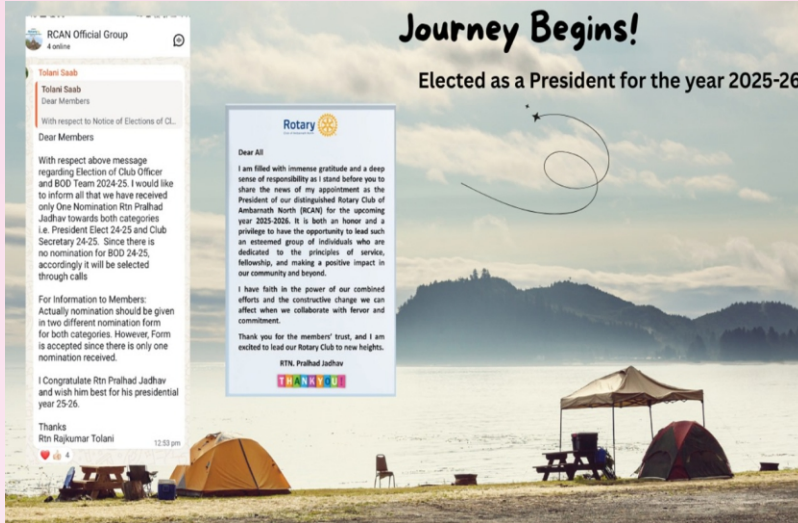 Journey Begins!
Elected as a President for the year 2025-26
RCAN Official Group
4 online
Tolani Saab
Tolani Saab
Dear Members
With respect to Notice of Elections of Cl...
Dear Members
With respect above message
regarding Election of Club Officer
and BOD Team 2024-25. I would like
to inform all that we have received
only One Nomination Rtn Pralhad
Jadhav towards both categories
i.e. President Elect 24-25 and Club
Secretary 24-25. Since there is
no nomination for BOD 24-25,
accordingly it will be selected
through calls
For Information to Members:
Actually nomination should be given
in two different nomination form
for both categories. However, Form
is accepted since there is only one
nomination received.
I Congratulate Rtn Pralhad Jadhav
and wish him best for his presidential
year 25-26.
Thanks
Rtn Rajkumar Tolani
12:53 pm
4
Rotary
Dear All
I am filled with immense gratitude and a deep
sense of responsibility as I stand before you to
share the news of my appointment as the
President of our distinguished Rotary Club of
Ambarnath North (RCAN) for the upcoming
year 2025-2026. It is both an honor and a
privilege to have the opportunity to lead such
an esteemed group of individuals who are
dedicated to the principles of service,
fellowship, and making a positive impact in
our community and beyond.
I have faith in the power of our combined
efforts and the constructive change we can
affect when we collaborate with fervor and
commitment.
Thank you for the members' trust, and I am
excited to lead our Rotary Club to new heights.
RTN. Pralhad Jadhav
THANKYOU!